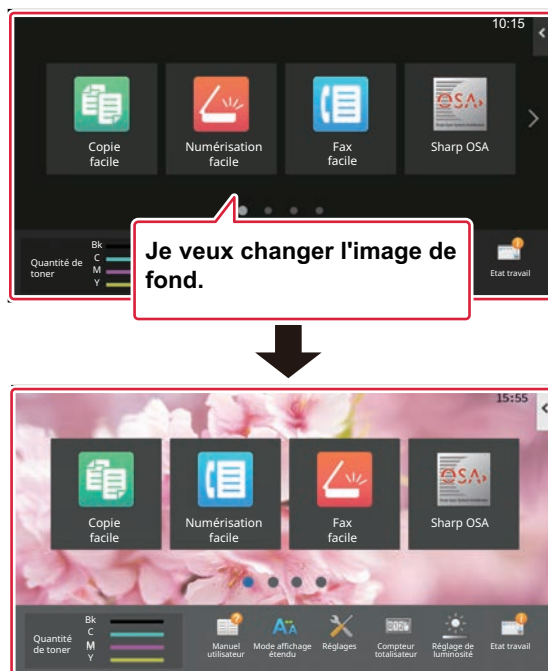 10:15
Copie
facile
Numérisation
facile
Fax
facile
OSA
Sharp OSA
Quantité de
toner
Bk
C
M
Y
Je veux changer l'image de
fond.
Etat travail
15:55
Copie
facile
Numérisation
facile
Fax
facile
OSA
Sharp OSA
Quantité
de toner
Bk
C
M
Y
Manuel
utilisateur
Mode affichage
étendu
Réglages
Compteur
totalisateur
Réglage de
luminosité
Etat travail